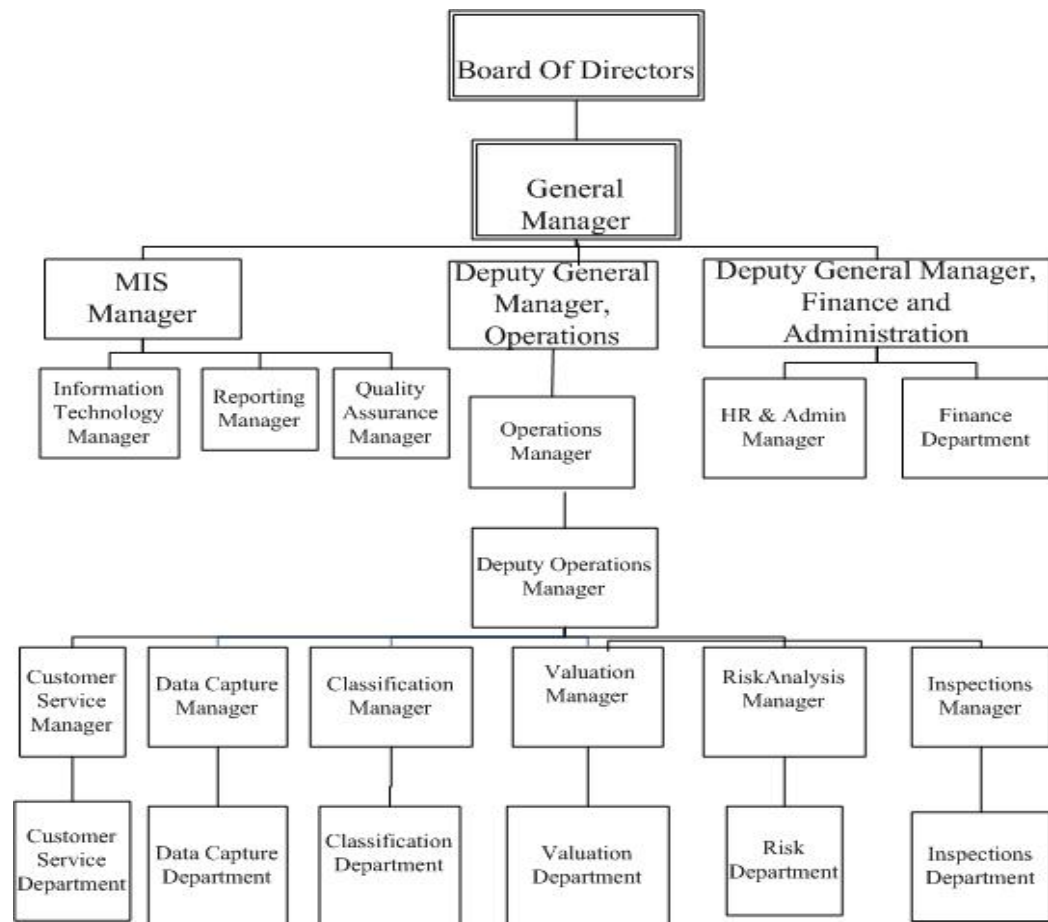 Board Of Directors
General
Manager
MIS
Manager
Deputy General
Manager,
Operations
Deputy General Manager,
Finance and
Administration
Information
Technology
Manager
Reporting
Manager
Quality
Assurance
Manager
Operations
Manager
HR & Admin
Manager
Finance
Department
Deputy Operations
Manager
Customer
Service
Manager
Data Capture
Manager
Classification
Manager
Valuation
Manager
RiskAnalysis
Manager
Inspections
Manager
Customer
Service
Department
Data Capture
Department
Classification
Department
Valuation
Department
Risk
Department
Inspections
Department